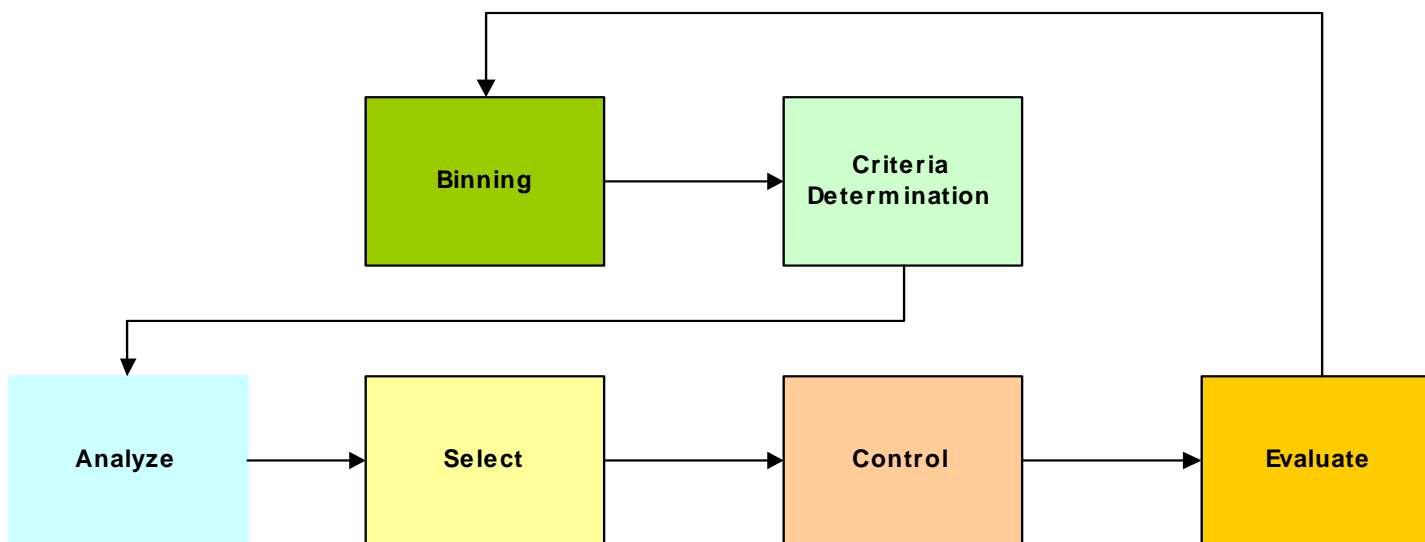 Binning
Criteria
Determination
Analyze
Select
Control
Evaluate